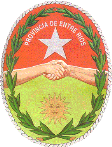 PROVINCIA DE ENTRE RIOS